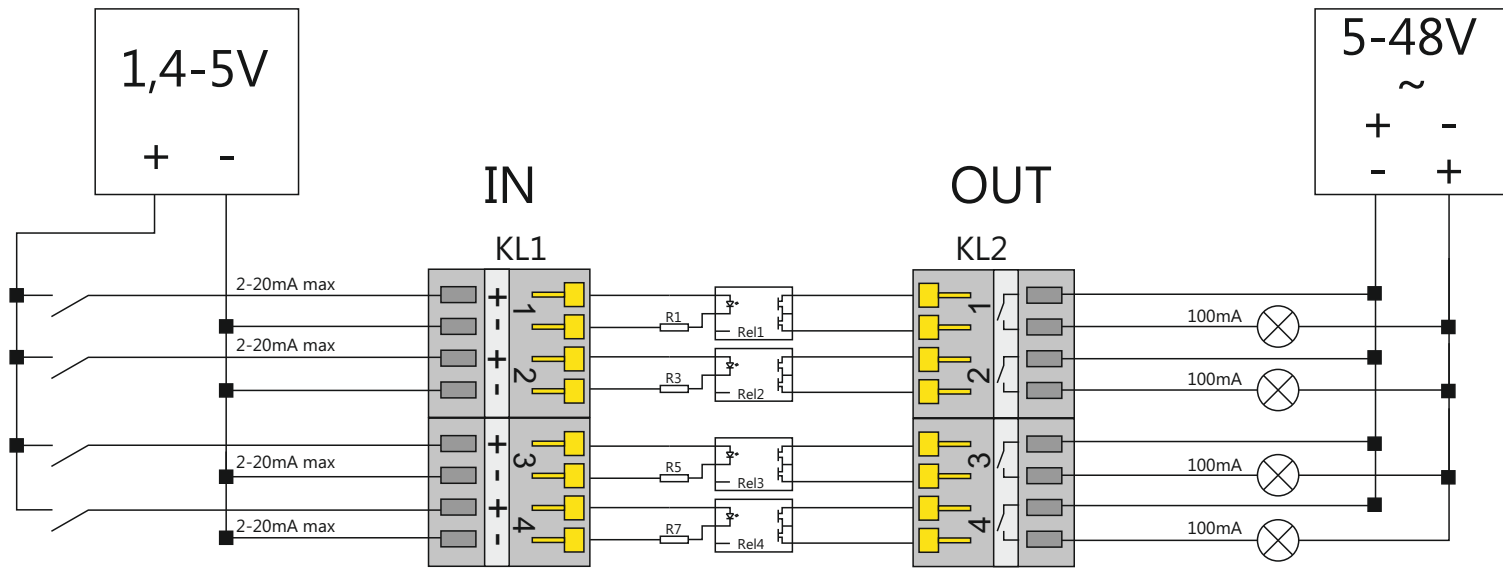 1,4-5V
+ -
5-48V
~
+ -
- +
IN
OUT
KL1
KL2
2-20mA max
+
1
-
R1
Rel1
1
100mA
2-20mA max
+
2
-
R3
Rel2
2
100mA
+
3
-
2-20mA max
R5
Rel3
3
100mA
+
4
-
2-20mA max
R7
Rel4
4
100mA